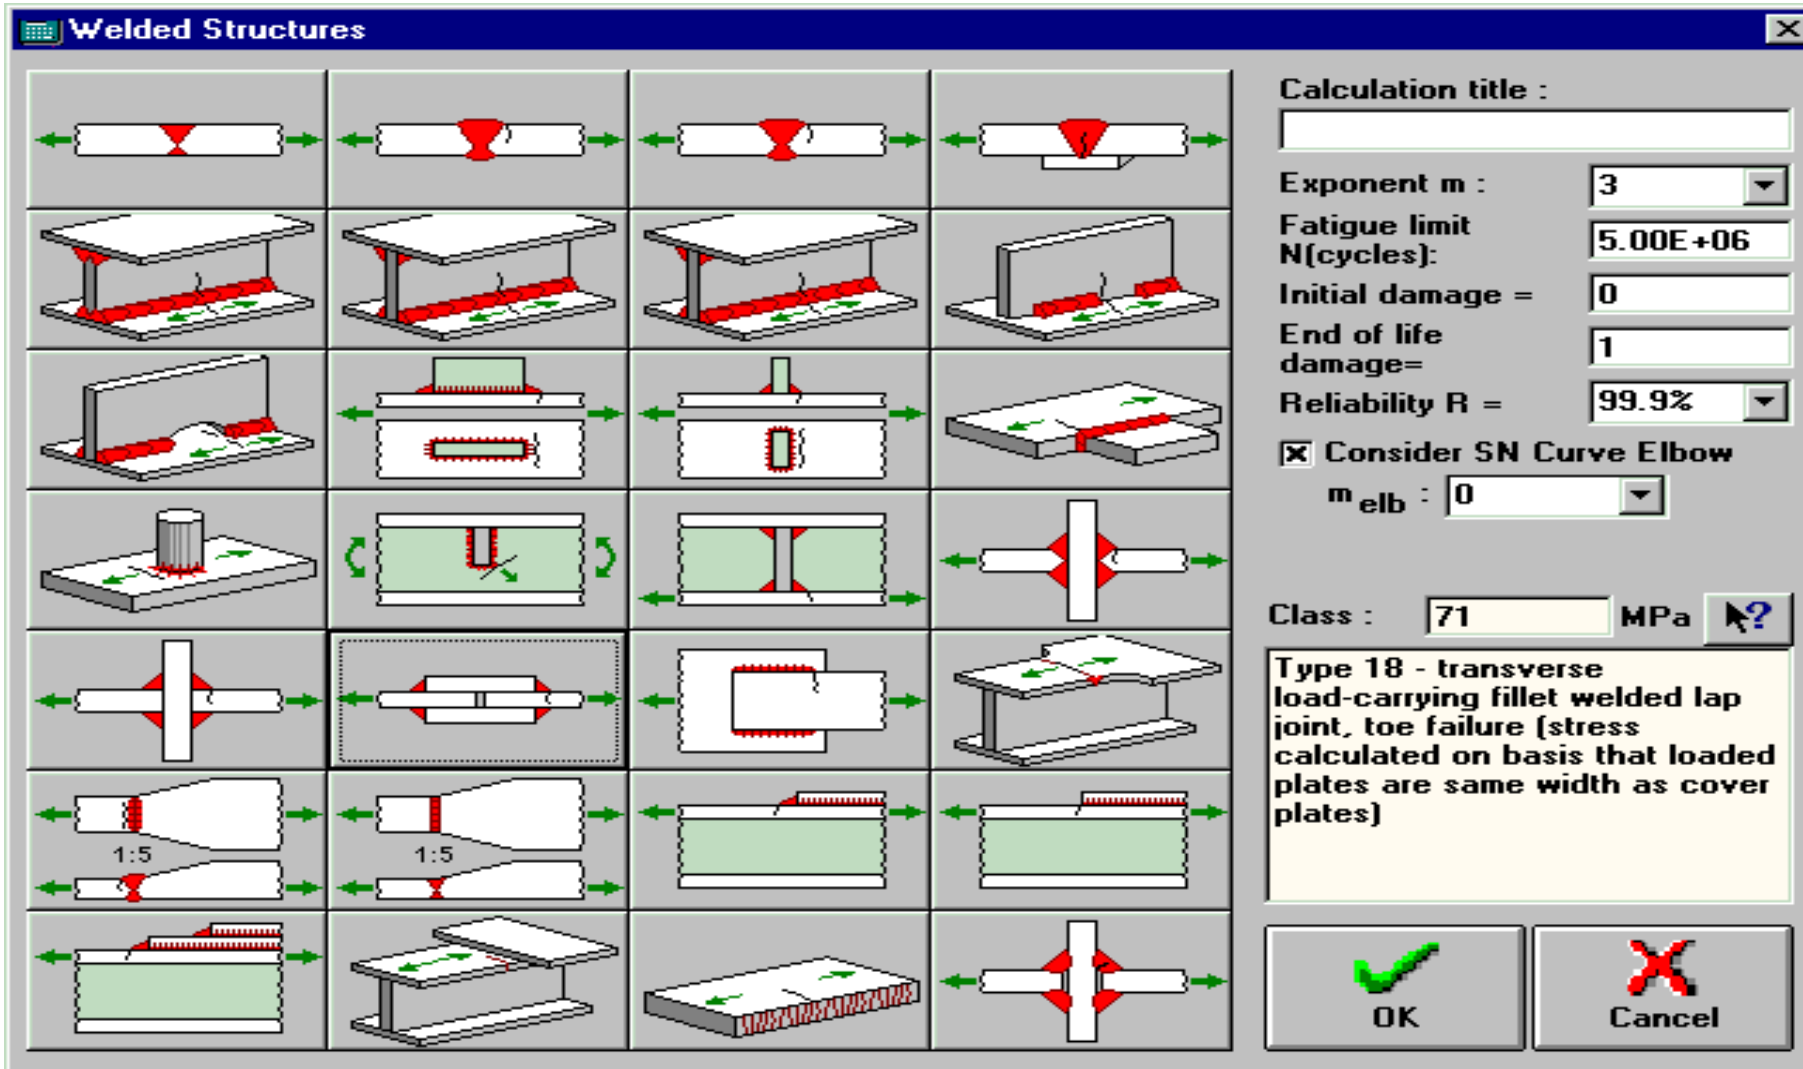 Welded Structures
Calculation title :
Exponent m :
3
Fatigue limit
N(cycles):
5.00E+06
Initial damage =
0
End of life
damage=
1
Reliability R =
99.9%
Consider SN Curve Elbow
m elb :
0
Class :
71
MPa
?
Type 18 - transverse
load-carrying fillet welded lap
joint, toe failure (stress
calculated on basis that loaded
plates are same width as cover
plates)
1:5
1:5
OK
Cancel